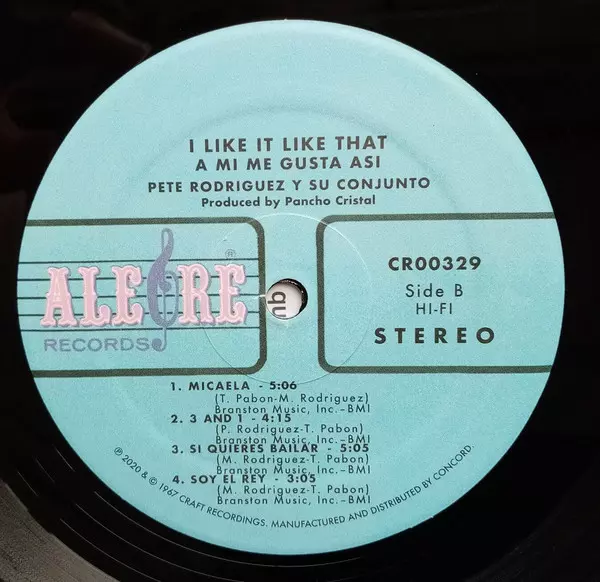 I LIKE IT LIKE THAT
A MI ME GUSTA ASI
PETE RODRIGUEZ Y SU CONJUNTO
Produced by Pancho Cristal
ALEGRE ®
RECORDS
CR00329
Side B
HI-FI
STEREO
1. MICAELA - 5:06
(T. Pabon-M. Rodriguez)
Branston Music, Inc.-BMI
2. 3 AND 1 - 4:15
(P. Rodriguez-T. Pabon)
Branston Music, Inc.-BMI
3. SI QUIERES BAILAR - 5:05
(M. Rodriguez-T. Pabon)
Branston Music, Inc.-BMI
4. SOY EL REY - 3:05
(M. Rodriguez-T. Pabon)
Branston Music, Inc.-BMI
℗ 2020 & © 1967 CRAFT RECORDINGS. MANUFACTURED AND DISTRIBUTED BY CONCORD.